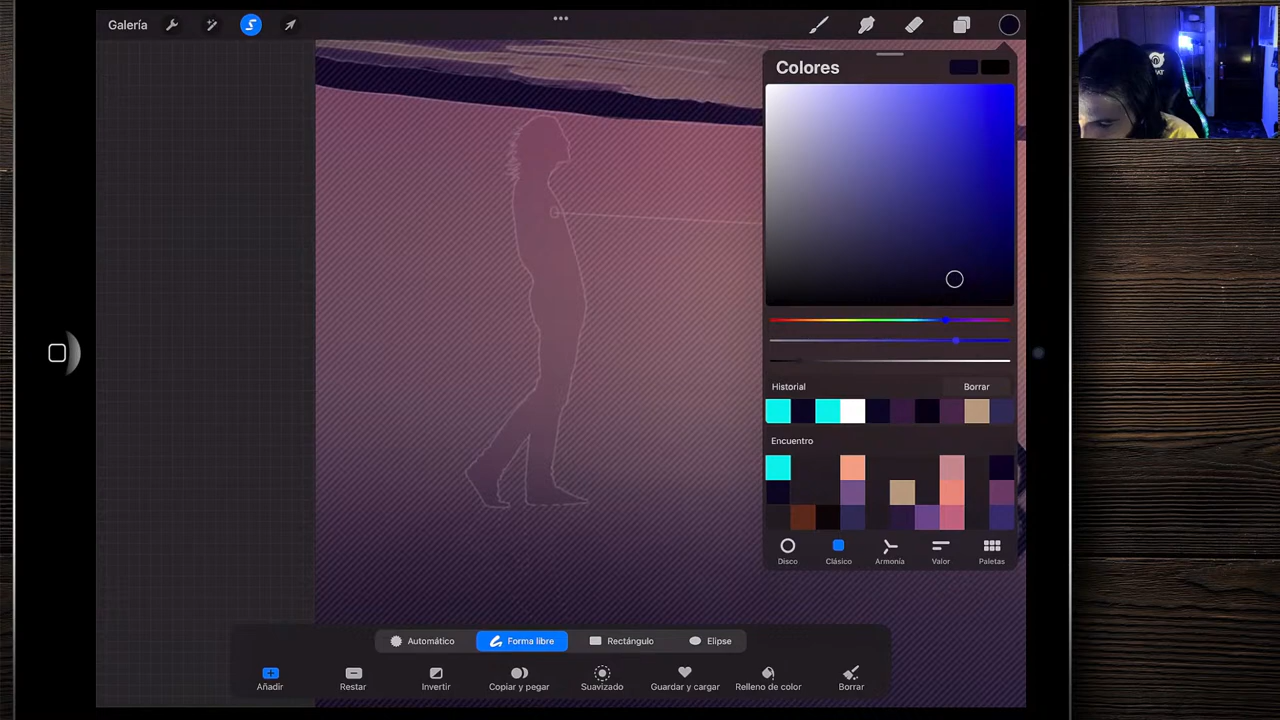 Galería
Colores
Historial
Borrar
Encuentro
Disco
Clásico
Armonía
Valor
Paletas
Automático
Forma libre
Rectángulo
Elipse
Añadir
Restar
Invertir
Copiar y pegar
Suavizado
Guardar y cargar
Relleno de color
Borrar